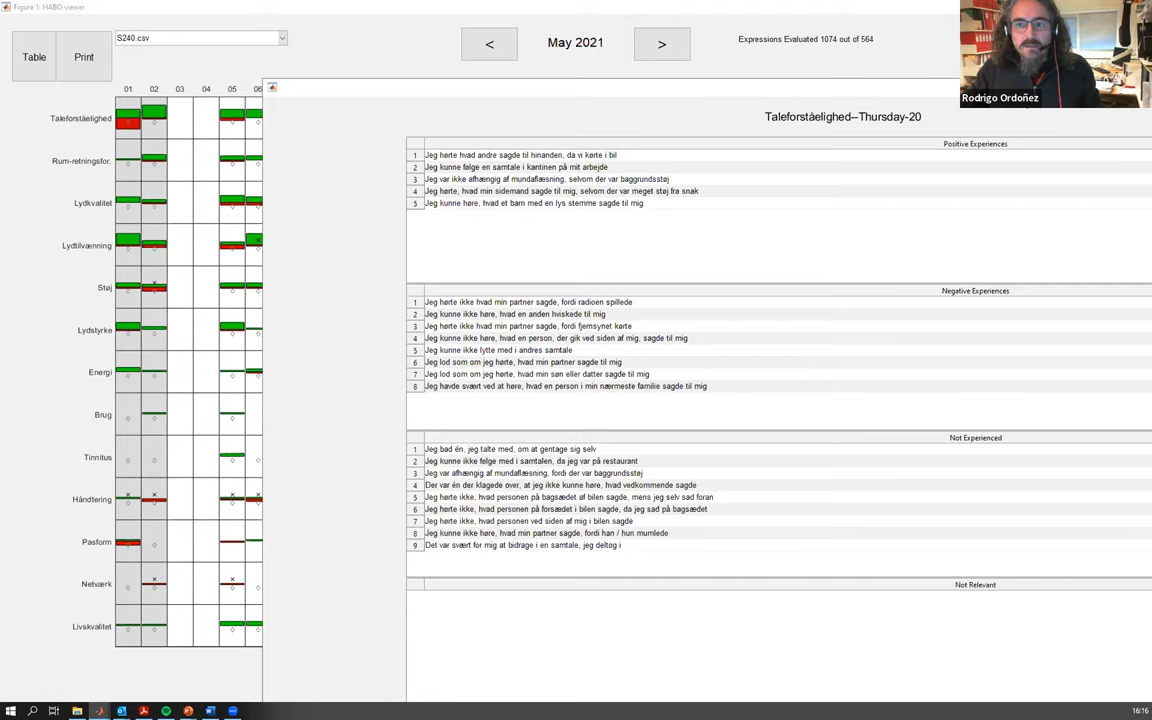 Figure 1: HABO viewer
Table
Print
S240.csv
<
May 2021
>
Expressions Evaluated 1074 out of 564
Rodrigo Ordoñez
01 02 03 04 05 06
Taleforståelighed
Rum-retningsfor.
Lydkvalitet
Lydtilvænning
Støj
Lydstyrke
Energi
Brug
Tinnitus
Håndtering
Pasform
Netværk
Livskvalitet
Taleforståelighed--Thursday-20
Positive Experiences
1 Jeg hørte hvad andre sagde til hinanden, da vi kørte i bil
2 Jeg kunne følge en samtale i kantinen på mit arbejde
3 Jeg var ikke afhængig af mundaflæsning, selvom der var baggrundsstøj
4 Jeg hørte, hvad min sidemand sagde til mig, selvom der var meget støj fra snak
5 Jeg kunne høre, hvad et barn med en lys stemme sagde til mig
Negative Experiences
1 Jeg hørte ikke hvad min partner sagde, fordi radioen spillede
2 Jeg kunne ikke høre, hvad en anden hviskede til mig
3 Jeg hørte ikke hvad min partner sagde, fordi fjernsynet kørte
4 Jeg kunne ikke høre, hvad en person, der gik ved siden af mig, sagde til mig
5 Jeg kunne ikke lytte med i andres samtale
6 Jeg lod som om jeg hørte, hvad min partner sagde til mig
7 Jeg lod som om jeg hørte, hvad min søn eller datter sagde til mig
8 Jeg havde svært ved at høre, hvad en person i min nærmeste familie sagde til mig
Not Experienced
1 Jeg bad én, jeg talte med, om at gentage sig selv
2 Jeg kunne ikke følge med i samtalen, da jeg var på restaurant
3 Jeg var afhængig af mundaflæsning, fordi der var baggrundsstøj
4 Der var én der klagede over, at jeg ikke kunne høre, hvad vedkommende sagde
5 Jeg hørte ikke, hvad personen på bagsædet af bilen sagde, mens jeg selv sad foran
6 Jeg hørte ikke, hvad personen på forsædet i bilen sagde, da jeg sad på bagsædet
7 Jeg hørte ikke, hvad personen ved siden af mig i bilen sagde
8 Jeg kunne ikke høre, hvad min partner sagde, fordi han / hun mumlede
9 Det var svært for mig at bidrage i en samtale, jeg deltog i
Not Relevant
16:16